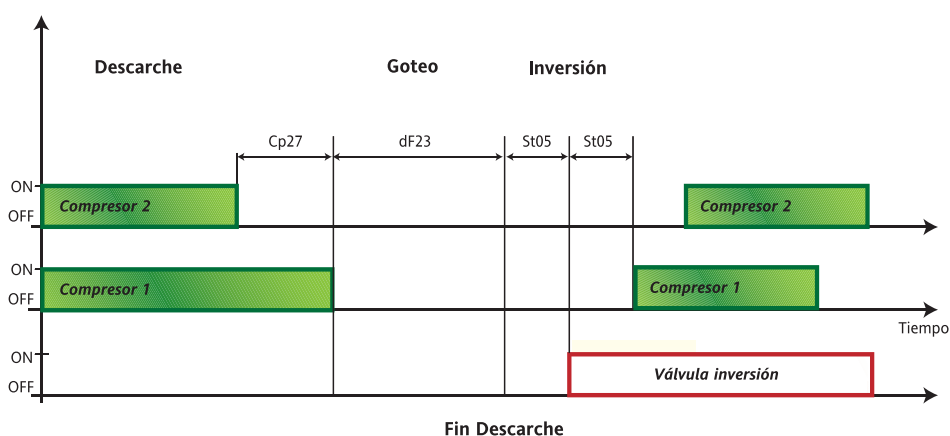 Descarche
Goteo
Inversión
Cp27
dF23
St05
St05
ON
OFF
Compresor 2
Compresor 2
ON
OFF
Compresor 1
Compresor 1
Tiempo
ON
OFF
Válvula inversión
Fin Descarche